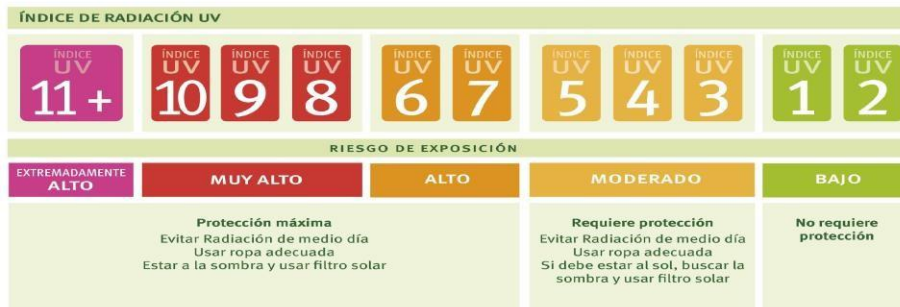 ÍNDICE DE RADIACIÓN UV
ÍNDICE UV 11+
ÍNDICE UV 10
ÍNDICE UV 9
ÍNDICE UV 8
ÍNDICE UV 6
ÍNDICE UV 7
ÍNDICE UV 5
ÍNDICE UV 4
ÍNDICE UV 3
ÍNDICE UV 1
ÍNDICE UV 2
RIESGO DE EXPOSICIÓN
EXTREMADAMENTE
ALTO
MUY ALTO
ALTO
MODERADO
BAJO
Protección máxima
Evitar Radiación de medio día
Usar ropa adecuada
Estar a la sombra y usar filtro solar
Requiere protección
Evitar Radiación de medio día
Usar ropa adecuada
Si debe estar al sol, buscar la
sombra y usar filtro solar
No requiere
protección